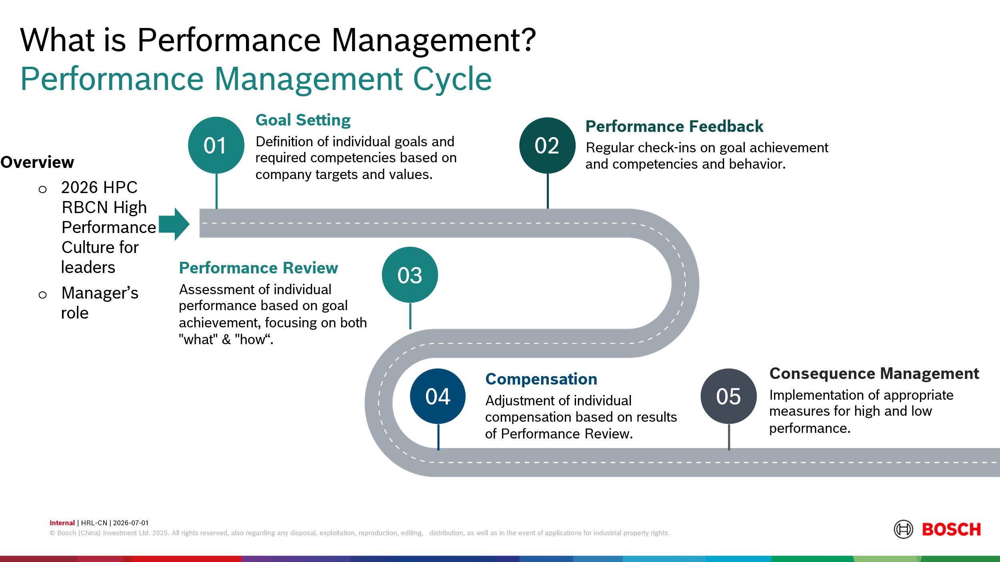 What is Performance Management?
Performance Management Cycle
Overview
o 2026 HPC
RBCN High
Performance
Culture for
leaders
o Manager’s
role
01
Goal Setting
Definition of individual goals and
required competencies based on
company targets and values.
02
Performance Feedback
Regular check-ins on goal achievement
and competencies and behavior.
03
Performance Review
Assessment of individual
performance based on goal
achievement, focusing on both
"what" & "how“.
04
Compensation
Adjustment of individual
compensation based on results
of Performance Review.
05
Consequence Management
Implementation of appropriate
measures for high and low
performance.
Internal | HRL-CN | 2026-07-01
© Bosch (China) Investment Ltd. 2025. All rights reserved, also regarding any disposal, exploitation, reproduction, editing, distribution, as well as in the event of applications for industrial property rights.
BOSCH